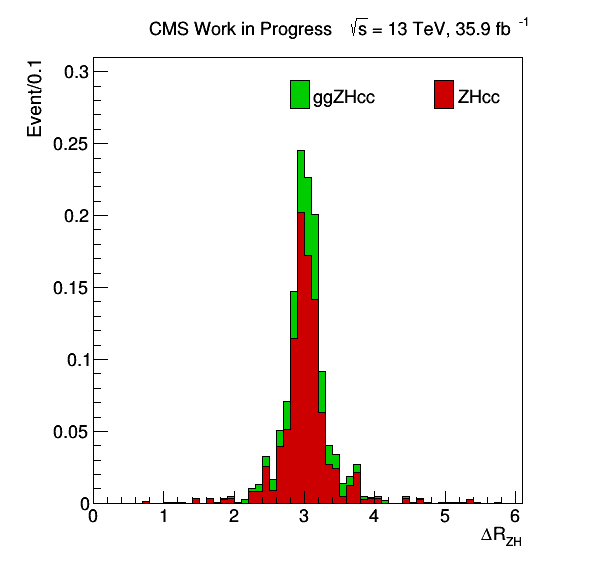 CMS Work in Progress √s = 13 TeV, 35.9 fb⁻¹
Event/0.1
0.3
0.25
0.2
0.15
0.1
0.05
0
ggZHcc ZHcc
0 1 2 3 4 5 6
ΔR_ZH